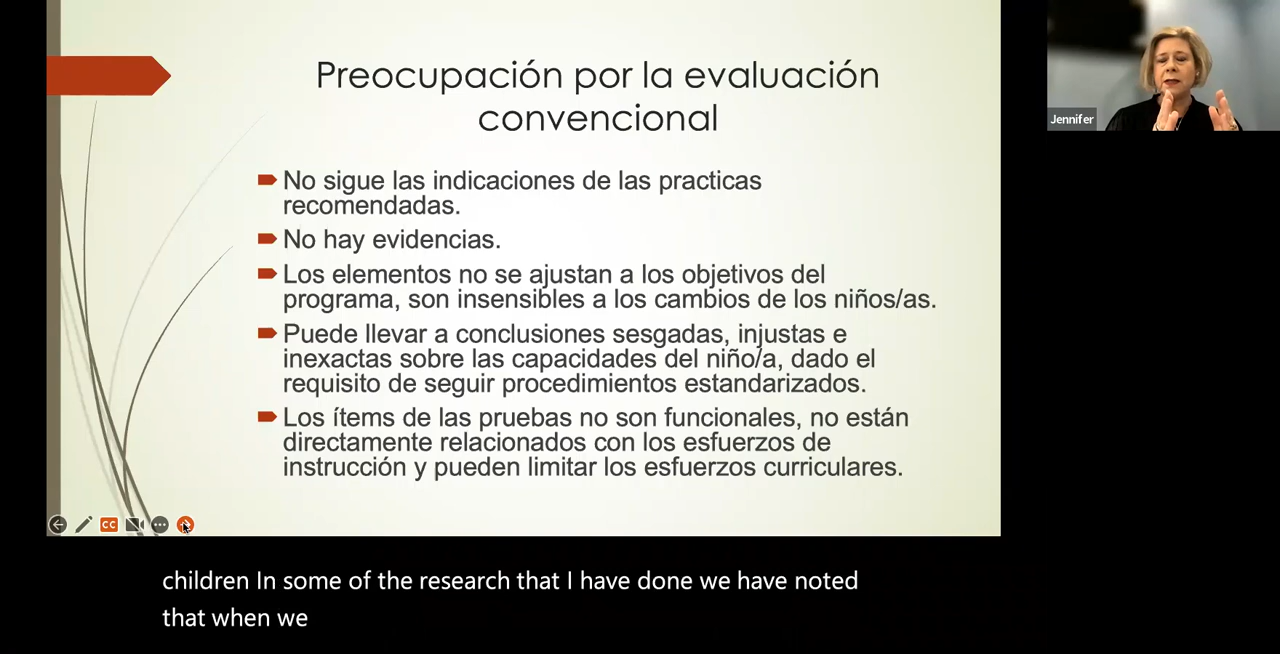 Preocupación por la evaluación
convencional
No sigue las indicaciones de las practicas
recomendadas.
No hay evidencias.
Los elementos no se ajustan a los objetivos del
programa, son insensibles a los cambios de los niños/as.
Puede llevar a conclusiones sesgadas, injustas e
inexactas sobre las capacidades del niño/a, dado el
requisito de seguir procedimientos estandarizados.
Los ítems de las pruebas no son funcionales, no están
directamente relacionados con los esfuerzos de
instrucción y pueden limitar los esfuerzos curriculares.
Jennifer
CC
children In some of the research that I have done we have noted
that when we